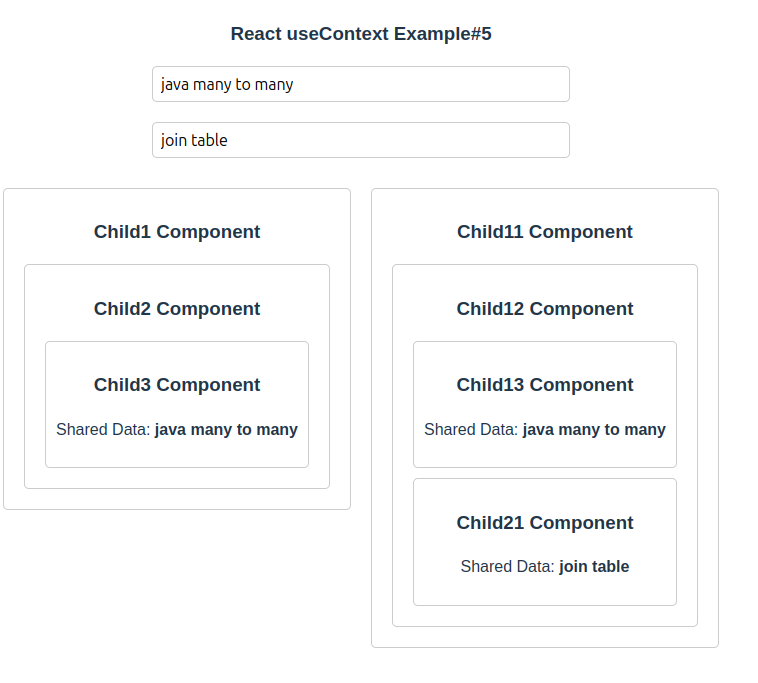 React useContext Example#5
java many to many
join table
Child1 Component
Child2 Component
Child3 Component
Shared Data: java many to many
Child11 Component
Child12 Component
Child13 Component
Shared Data: java many to many
Child21 Component
Shared Data: join table